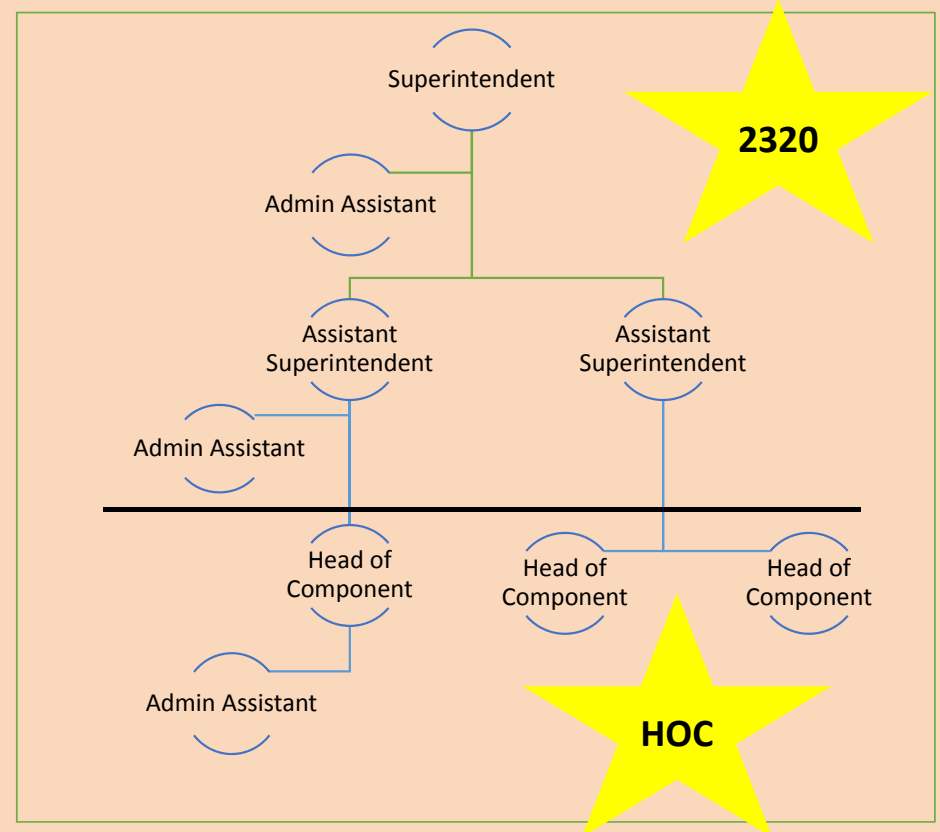 Superintendent
2320
Admin Assistant
Assistant
Superintendent
Assistant
Superintendent
Admin Assistant
Head of
Component
Head of
Component
Head of
Component
Admin Assistant
HOC